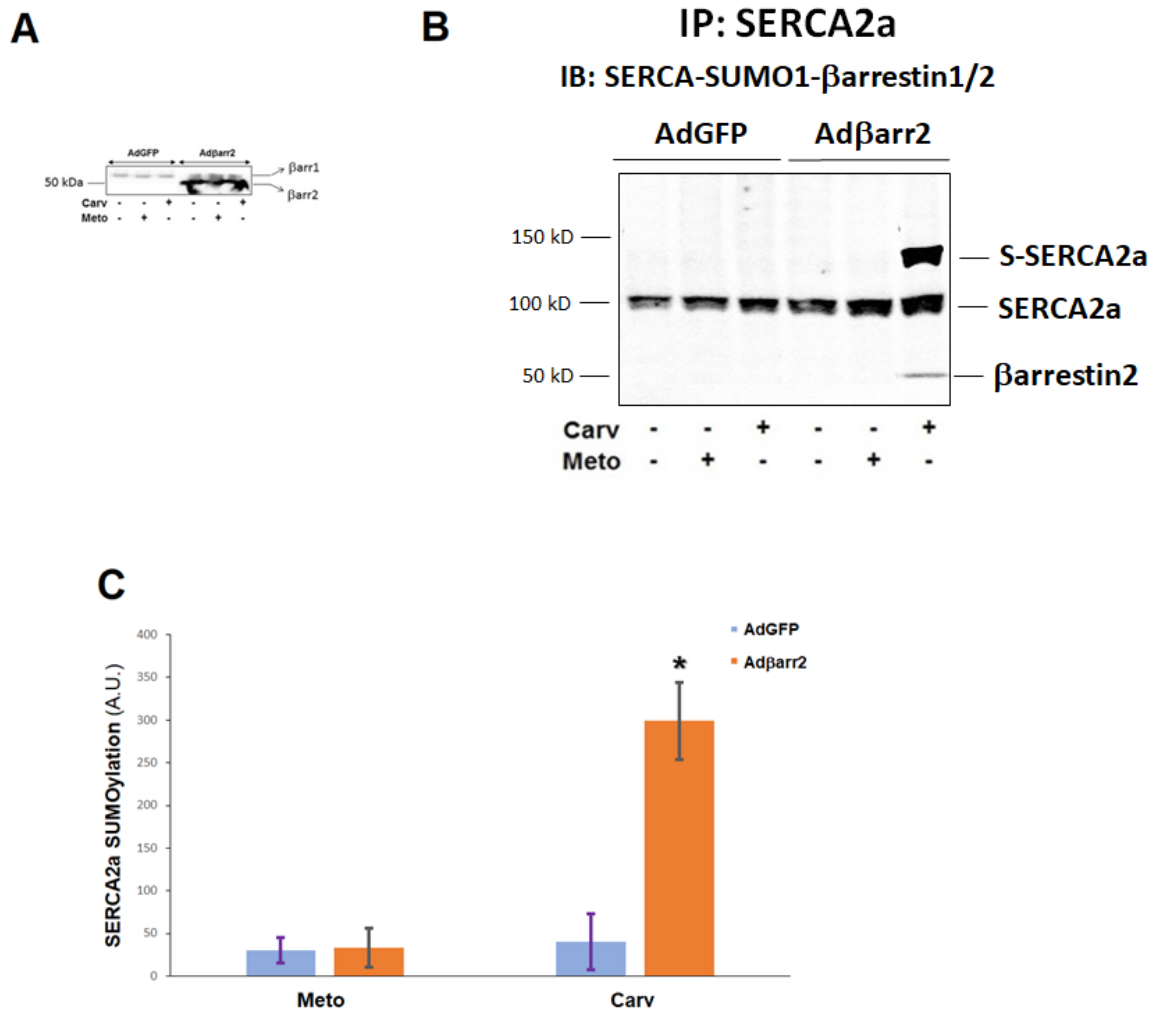 A
AdGFP Adβarr2
βarr1
50 kDa
βarr2
Carv - - + - - +
Meto - + - - + -
B
IP: SERCA2a
IB: SERCA-SUMO1-βarrestin1/2
AdGFP Adβarr2
150 kD
S-SERCA2a
100 kD
SERCA2a
50 kD
βarrestin2
Carv - - + - - +
Meto - + - - + -
C
SERCA2a SUMOylation (A.U.)
400
350
300
250
200
150
100
50
0
AdGFP
Adβarr2
*
Meto Carv